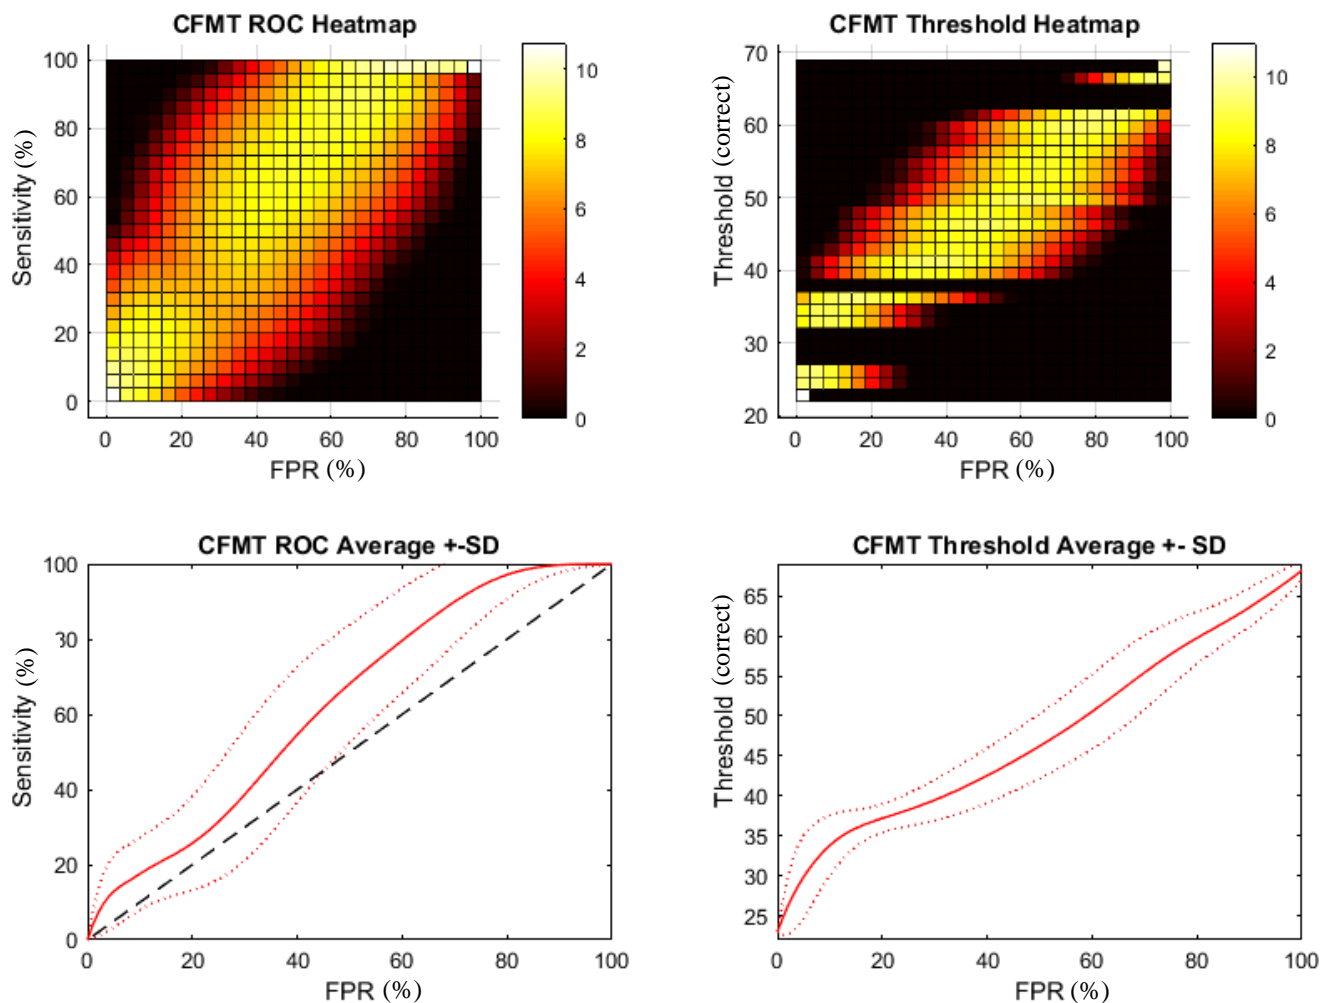 CFMT ROC Heatmap
100
80
60
40
20
0
Sensitivity (%)
0 20 40 60 80 100
FPR (%)
10
8
6
4
2
0
CFMT Threshold Heatmap
70
60
50
40
30
20
Threshold (correct)
0 20 40 60 80 100
FPR (%)
10
8
6
4
2
0
CFMT ROC Average +-SD
100
30
60
40
20
0
Sensitivity (%)
0 20 40 60 80 100
FPR (%)
CFMT Threshold Average +- SD
65
60
55
50
45
40
35
30
25
Threshold (correct)
0 20 40 60 80 100
FPR (%)